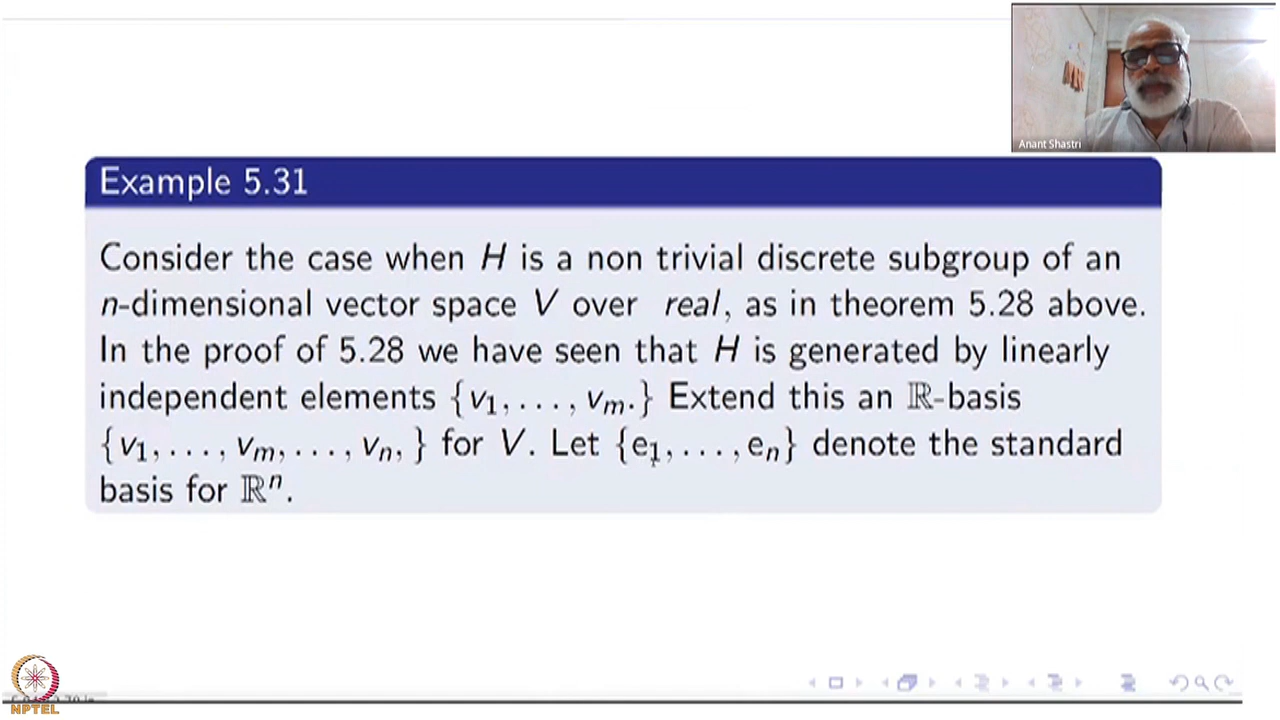 Anant Shastri
Example 5.31
Consider the case when H is a non trivial discrete subgroup of an
n-dimensional vector space V over real, as in theorem 5.28 above.
In the proof of 5.28 we have seen that H is generated by linearly
independent elements {v₁, . . . , vₘ.} Extend this an ℝ-basis
{v₁, . . . , vₘ, . . . , vₙ, } for V. Let {e₁, . . . , eₙ} denote the standard
basis for ℝⁿ.
NPTEL